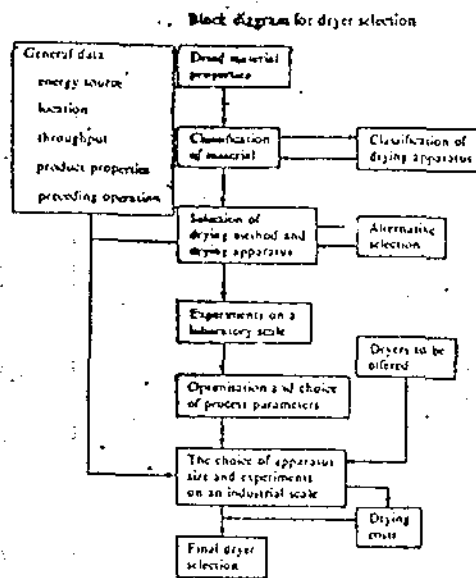 Block diagram for dryer selection
General data
energy source
location
throughput
product properties
preceding operation
Dried material
properties
Classification
of material
Classification of
drying apparatus
Selection of
drying method and
drying apparatus
Alternative
selection
Experiments on a
laboratory scale
Dryers to be
offered
Optimisation and choice
of process parameters
The choice of apparatus
size and experiments
on an industrial scale
Drying
costs
Final dryer
selection